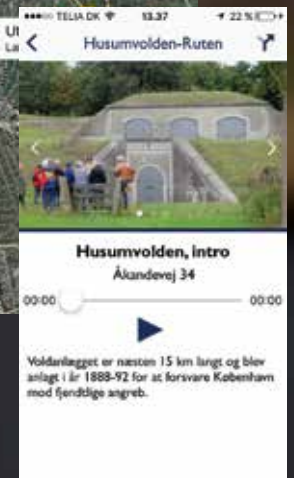 TELIA DK 13.37 22 %
Husumvolden-Ruten
Husumvolden, intro
Åkandevej 34
00:00 00:00
Voldanlægget er næsten 15 km langt og blev
anlagt i år 1888-92 for at forsvare København
mod fjendtlige angreb.